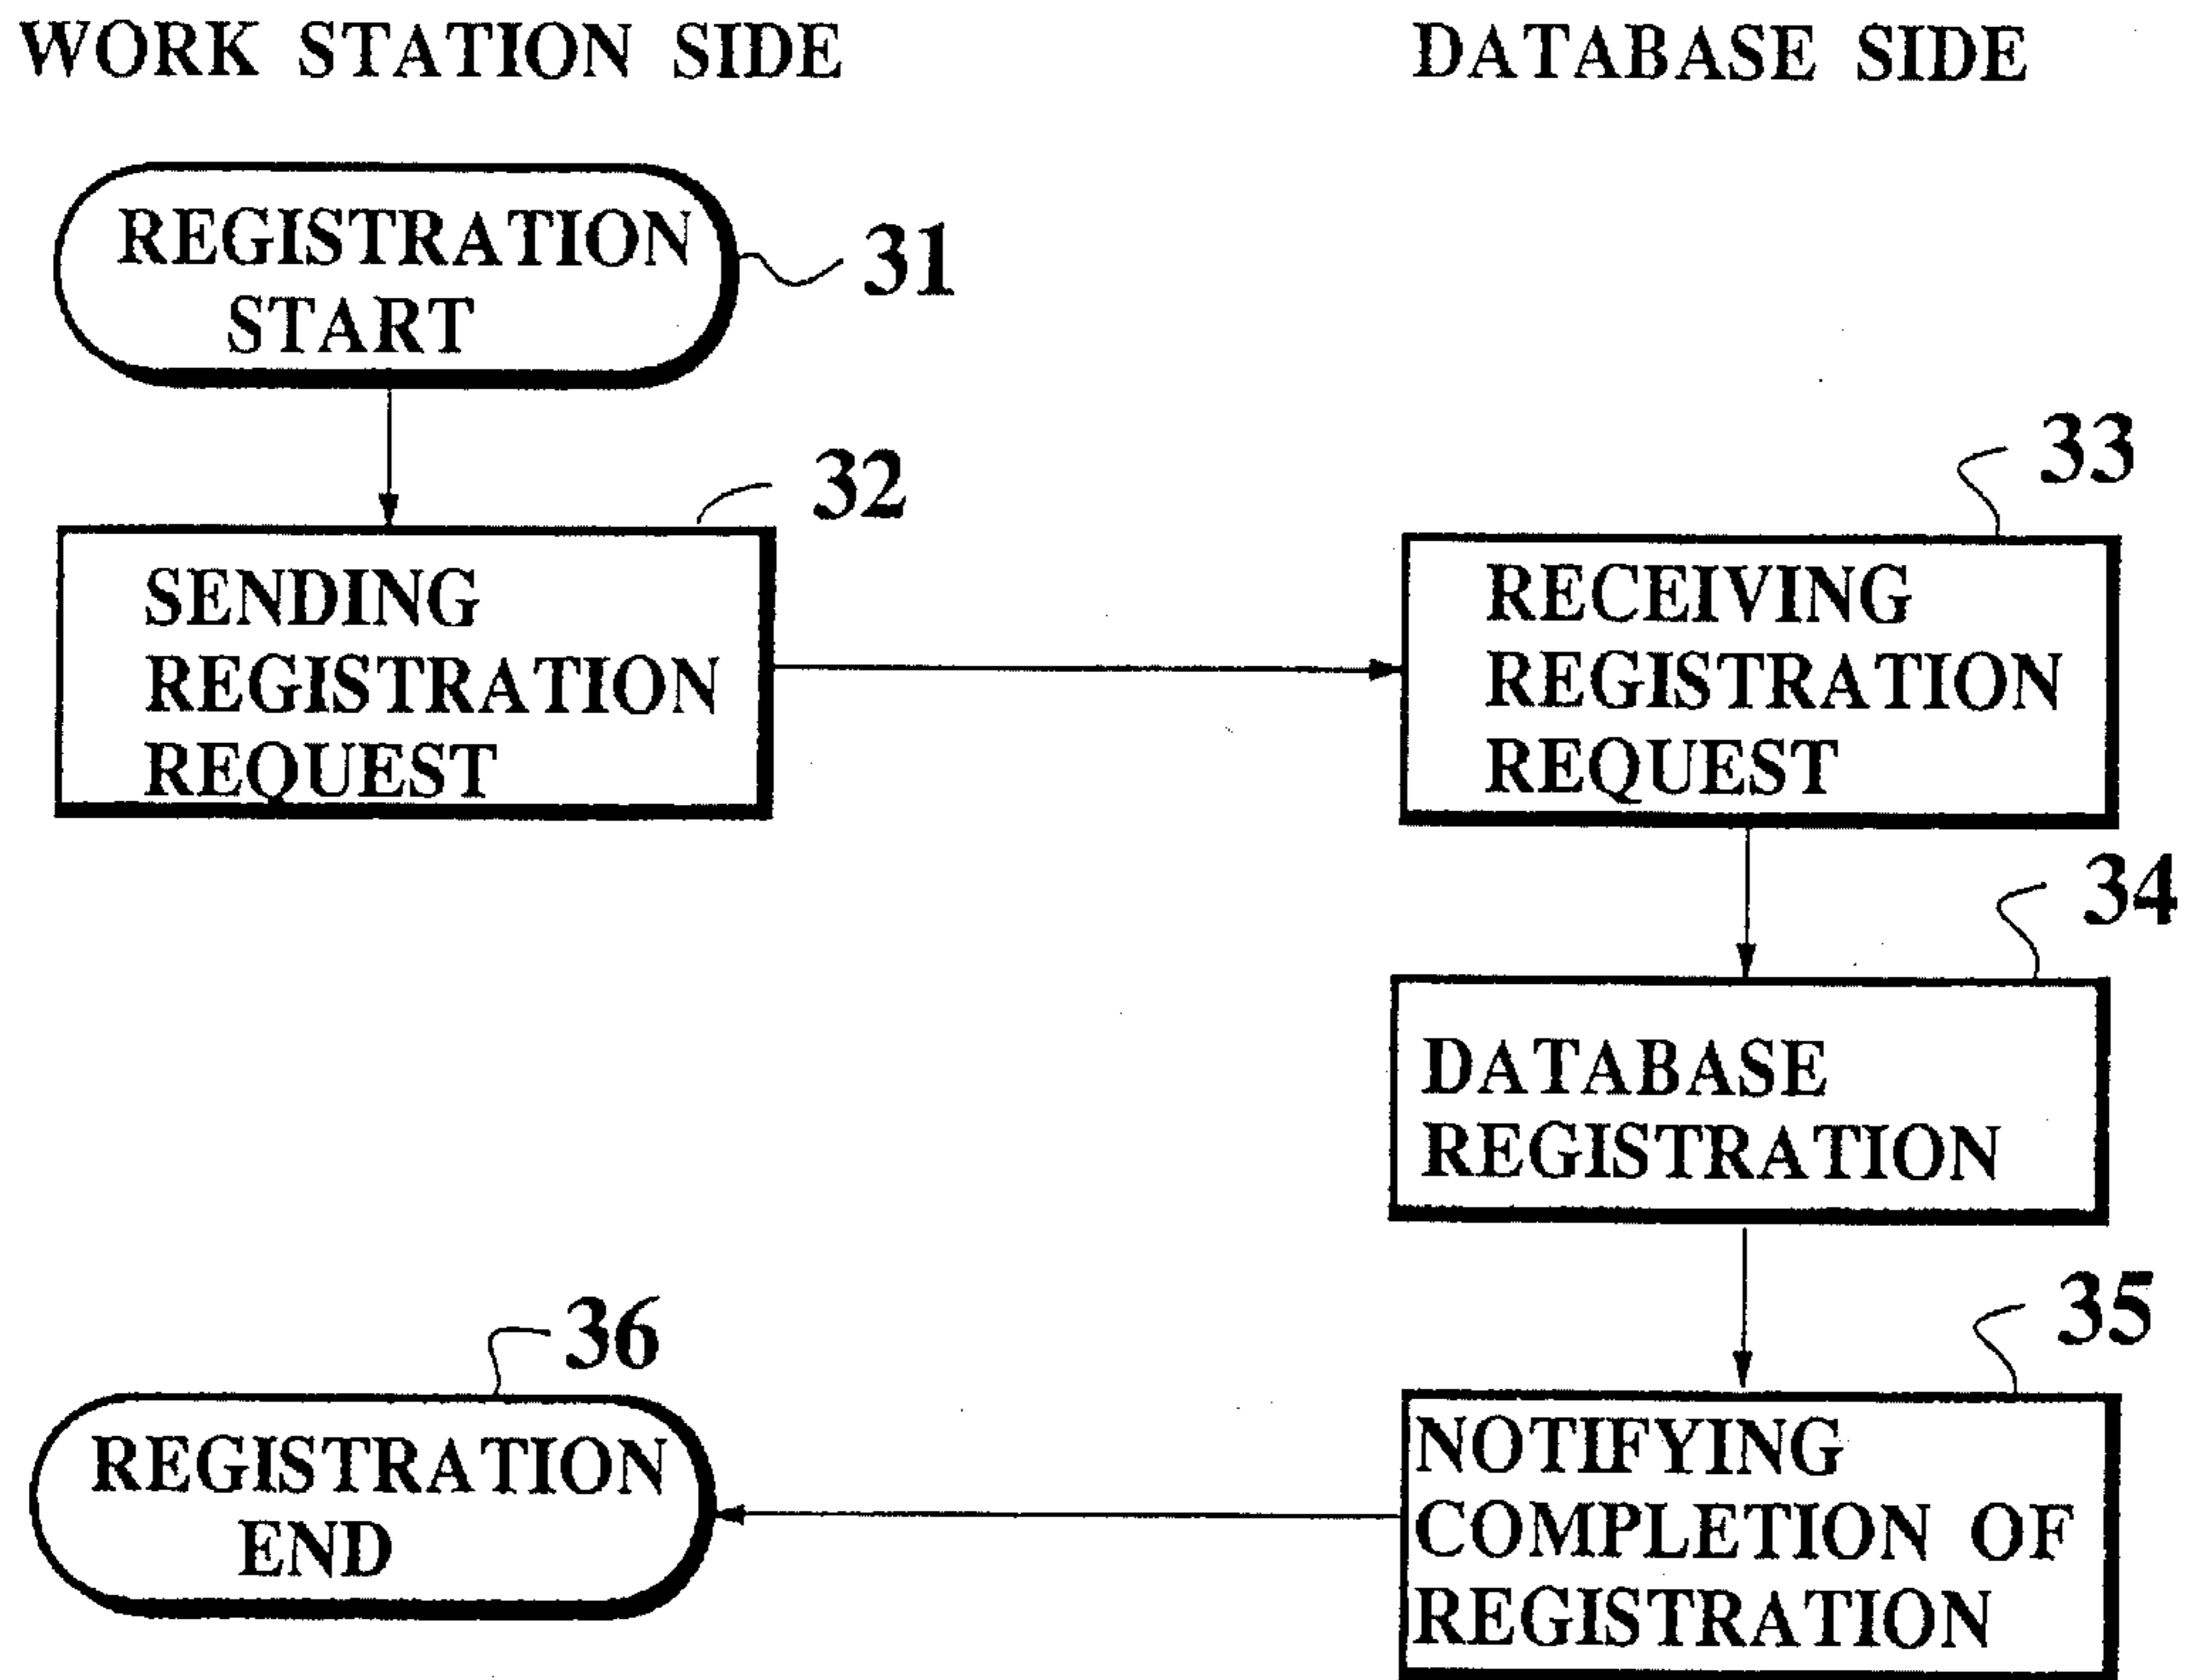 WORK STATION SIDE
DATABASE SIDE
REGISTRATION
START
31
32
SENDING
REGISTRATION
REQUEST
33
RECEIVING
REGISTRATION
REQUEST
34
DATABASE
REGISTRATION
35
NOTIFYING
COMPLETION OF
REGISTRATION
36
REGISTRATION
END